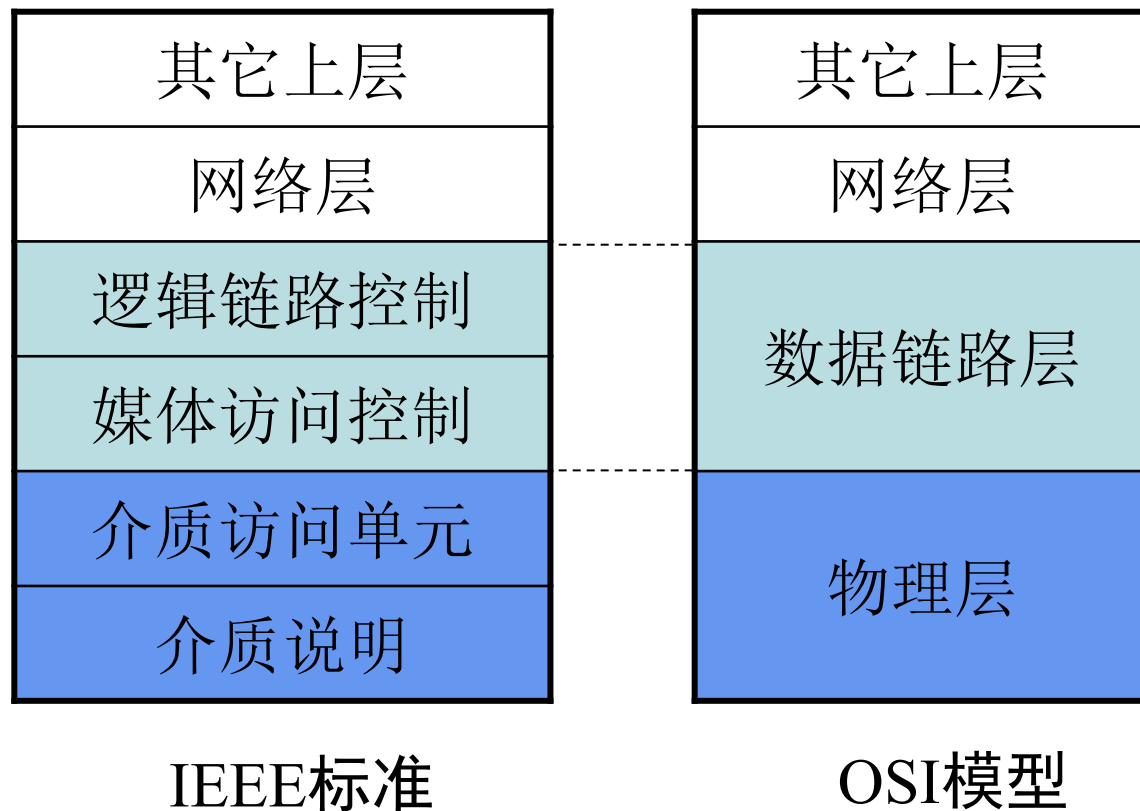 其它上层
网络层
逻辑链路控制
媒体访问控制
介质访问单元
介质说明
IEEE标准
其它上层
网络层
数据链路层
物理层
OSI模型